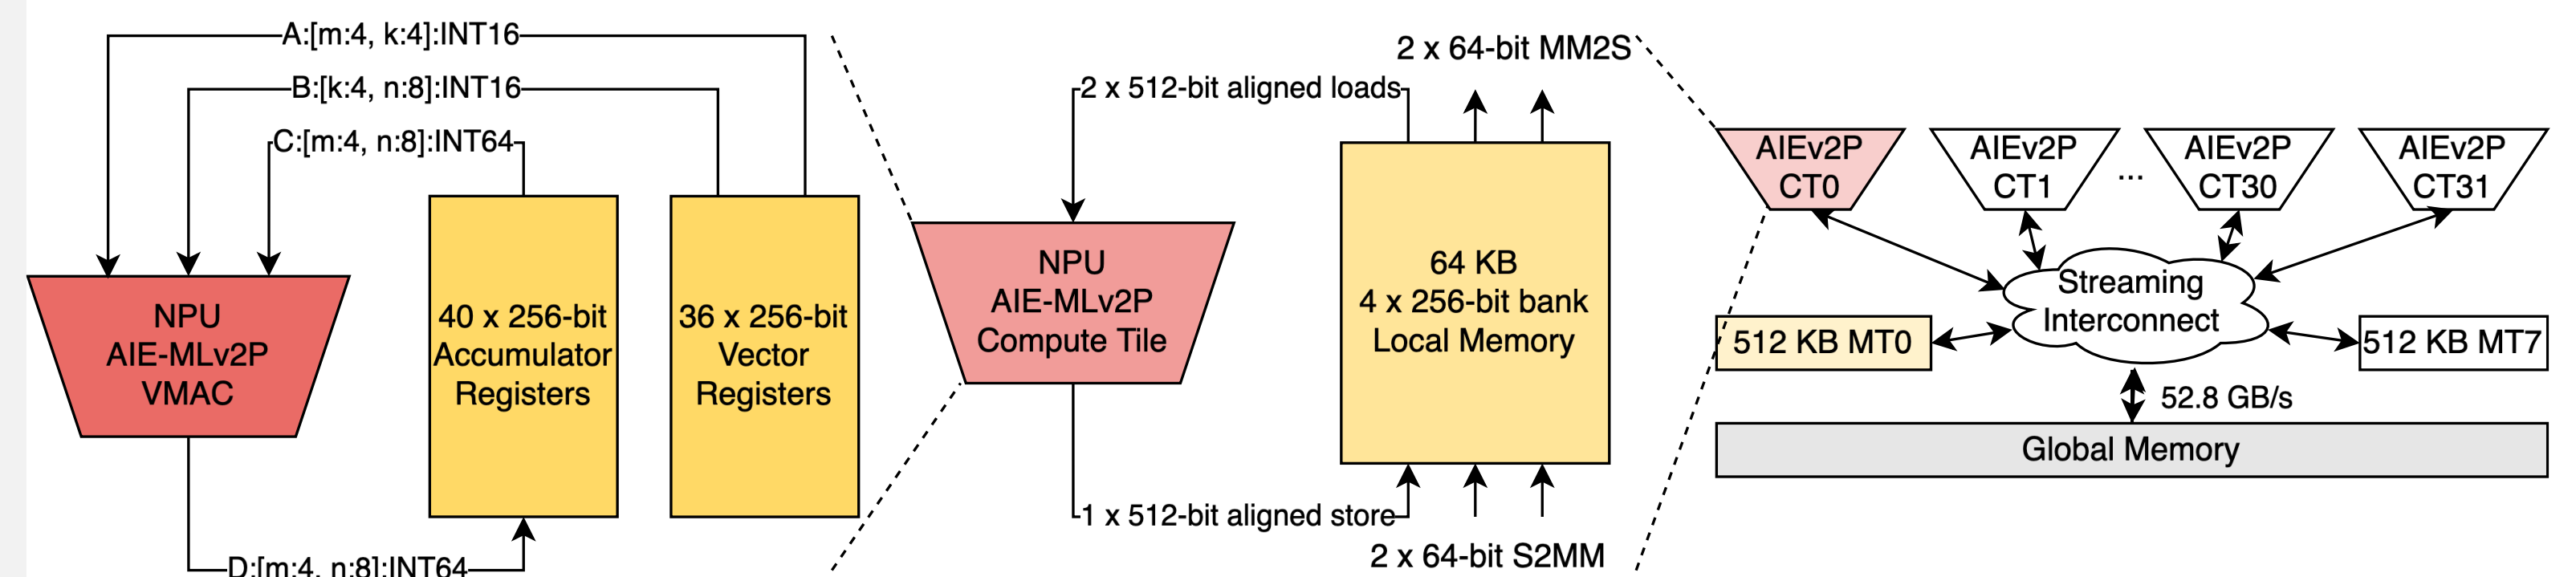 A:[m:4, k:4]:INT16
B:[k:4, n:8]:INT16
C:[m:4, n:8]:INT64
NPU
AIE-MLv2P
VMAC
40 x 256-bit
Accumulator
Registers
36 x 256-bit
Vector
Registers
D:[m:4, n:8]:INT64
2 x 64-bit MM2S
2 x 512-bit aligned loads
NPU
AIE-MLv2P
Compute Tile
64 KB
4 x 256-bit bank
Local Memory
1 x 512-bit aligned store
2 x 64-bit S2MM
AIEv2P
CT0
AIEv2P
CT1
...
AIEv2P
CT30
AIEv2P
CT31
Streaming
Interconnect
512 KB MT0
512 KB MT7
52.8 GB/s
Global Memory